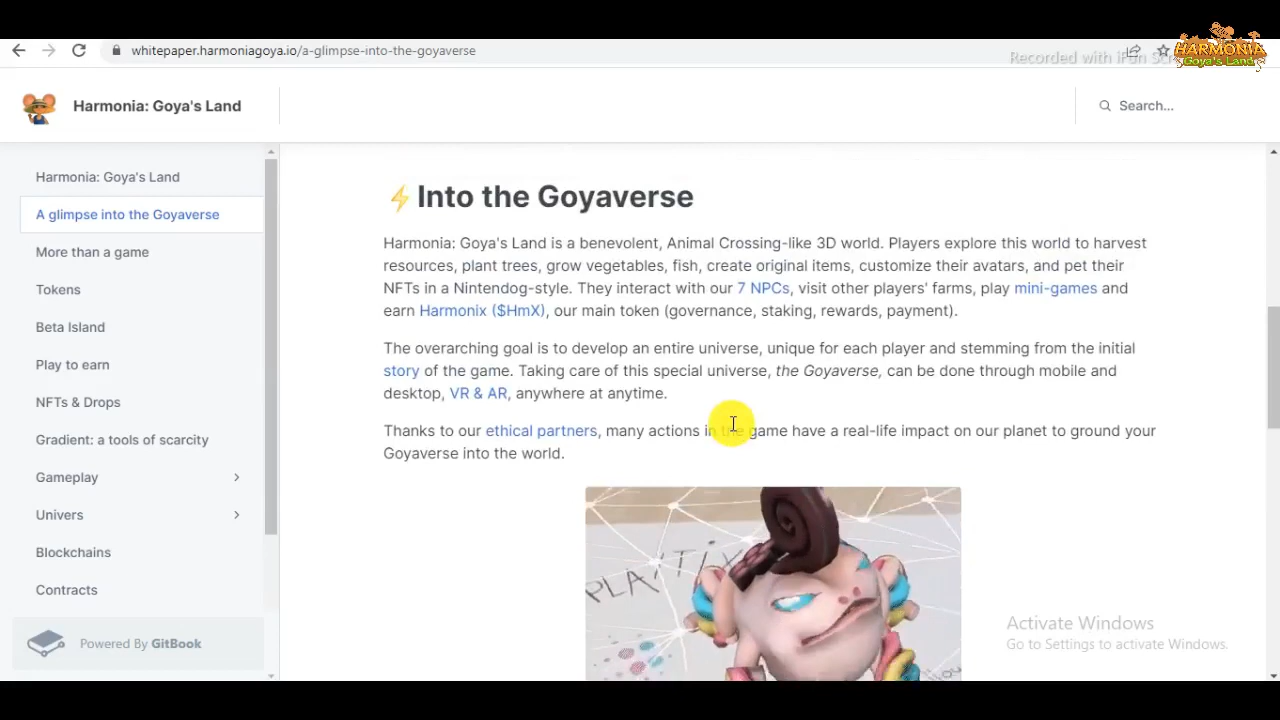 whitepaper.harmoniagoya.io/a-glimpse-into-the-goyaverse
Recorded with iFun Scr
HARMONIA
Goya's Land
Harmonia: Goya's Land
Search...
Harmonia: Goya's Land
A glimpse into the Goyaverse
More than a game
Tokens
Beta Island
Play to earn
NFTs & Drops
Gradient: a tools of scarcity
Gameplay
Univers
Blockchains
Contracts
Powered By GitBook
Into the Goyaverse
Harmonia: Goya's Land is a benevolent, Animal Crossing-like 3D world. Players explore this world to harvest
resources, plant trees, grow vegetables, fish, create original items, customize their avatars, and pet their
NFTs in a Nintendog-style. They interact with our 7 NPCs, visit other players' farms, play mini-games and
earn Harmonix ($HmX), our main token (governance, staking, rewards, payment).
The overarching goal is to develop an entire universe, unique for each player and stemming from the initial
story of the game. Taking care of this special universe, the Goyaverse, can be done through mobile and
desktop, VR & AR, anywhere at anytime.
Thanks to our ethical partners, many actions in the game have a real-life impact on our planet to ground your
Goyaverse into the world.
Activate Windows
Go to Settings to activate Windows.